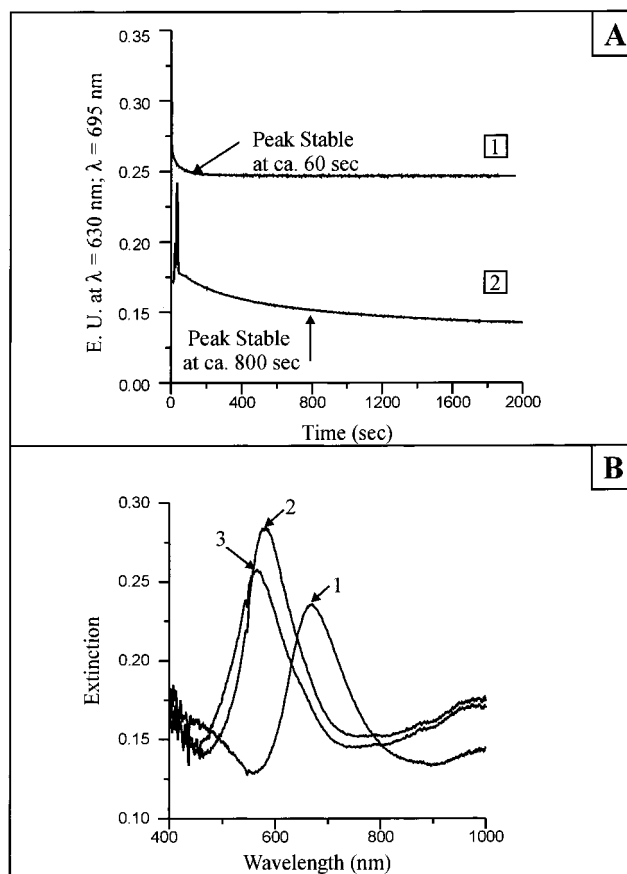 A
E. U. at λ = 630 nm; λ = 695 nm
0.35
0.30
0.25
0.20
0.15
0.10
0.05
0.00
Peak Stable
at ca. 60 sec
1
2
Peak Stable
at ca. 800 sec
0 400 800 1200 1600 2000
Time (sec)
B
Extinction
0.30
0.25
0.20
0.15
0.10
2
3
1
400 600 800 1000
Wavelength (nm)